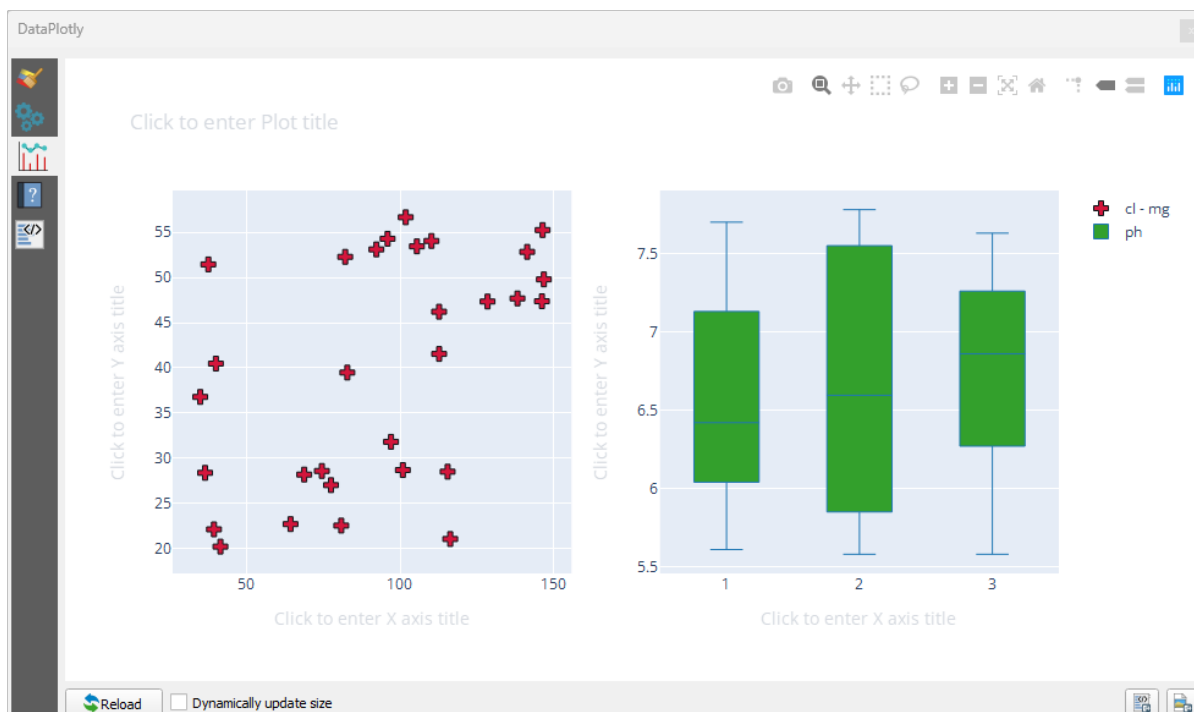 DataPlotly
Click to enter Plot title
55
50
45
40
35
30
25
20
Click to enter Y axis title
50 100 150
Click to enter X axis title
7.5
7
6.5
6
5.5
Click to enter Y axis title
1 2 3
Click to enter X axis title
cl - mg
ph
Reload Dynamically update size